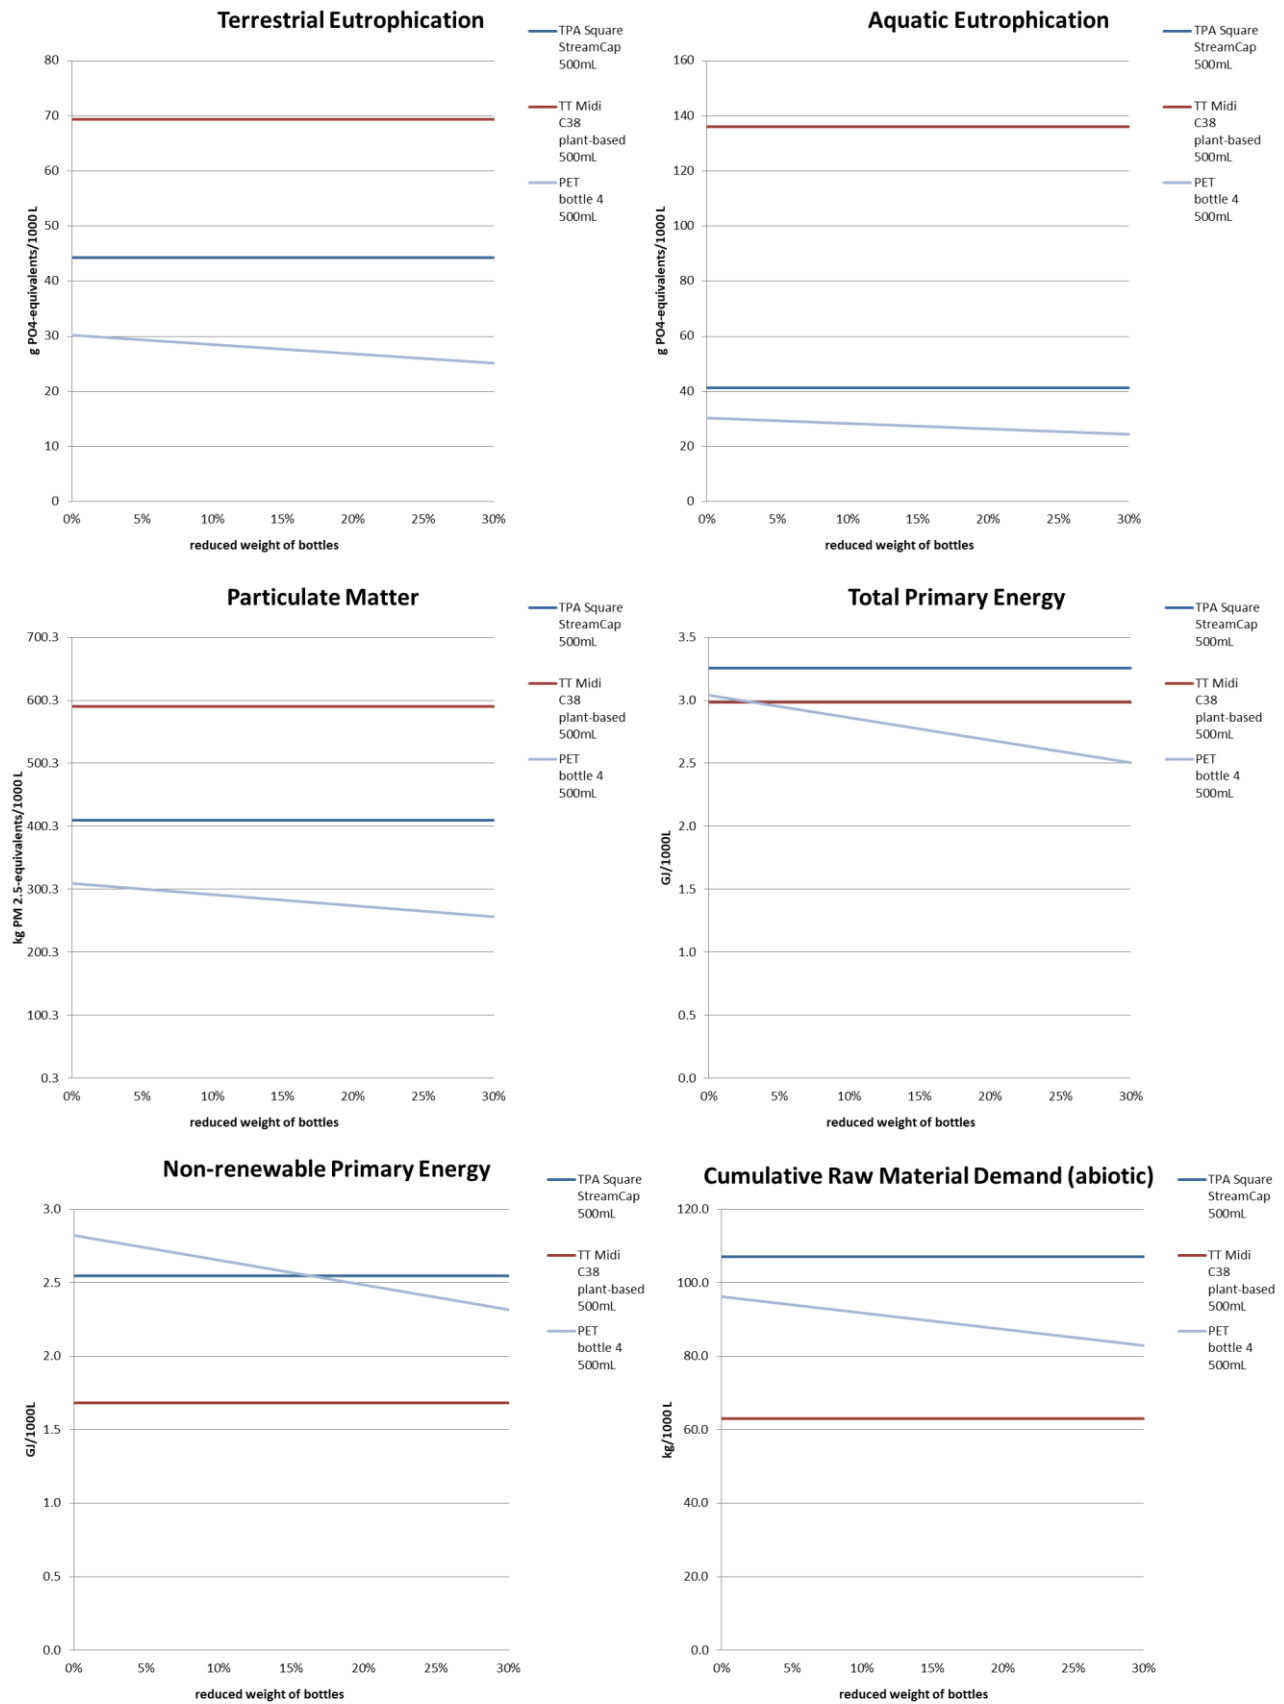 Terrestrial Eutrophication
TPA Square
StreamCap
500mL
TT Midi
C38
plant-based
500mL
PET
bottle 4
500mL
g PO4-equivalents/1000 L
80
70
60
50
40
30
20
10
0
0% 5% 10% 15% 20% 25% 30%
reduced weight of bottles
Aquatic Eutrophication
TPA Square
StreamCap
500mL
TT Midi
C38
plant-based
500mL
PET
bottle 4
500mL
g PO4-equivalents/1000 L
160
140
120
100
80
60
40
20
0
0% 5% 10% 15% 20% 25% 30%
reduced weight of bottles
Particulate Matter
TPA Square
StreamCap
500mL
TT Midi
C38
plant-based
500mL
PET
bottle 4
500mL
kg PM 2.5-equivalents/1000 L
700.3
600.3
500.3
400.3
300.3
200.3
100.3
0.3
0% 5% 10% 15% 20% 25% 30%
reduced weight of bottles
Total Primary Energy
TPA Square
StreamCap
500mL
TT Midi
C38
plant-based
500mL
PET
bottle 4
500mL
GJ/1000L
3.5
3.0
2.5
2.0
1.5
1.0
0.5
0.0
0% 5% 10% 15% 20% 25% 30%
reduced weight of bottles
Non-renewable Primary Energy
TPA Square
StreamCap
500mL
TT Midi
C38
plant-based
500mL
PET
bottle 4
500mL
GJ/1000L
3.0
2.5
2.0
1.5
1.0
0.5
0.0
0% 5% 10% 15% 20% 25% 30%
reduced weight of bottles
Cumulative Raw Material Demand (abiotic)
TPA Square
StreamCap
500mL
TT Midi
C38
plant-based
500mL
PET
bottle 4
500mL
kg/1000 L
120.0
100.0
80.0
60.0
40.0
20.0
0.0
0% 5% 10% 15% 20% 25% 30%
reduced weight of bottles